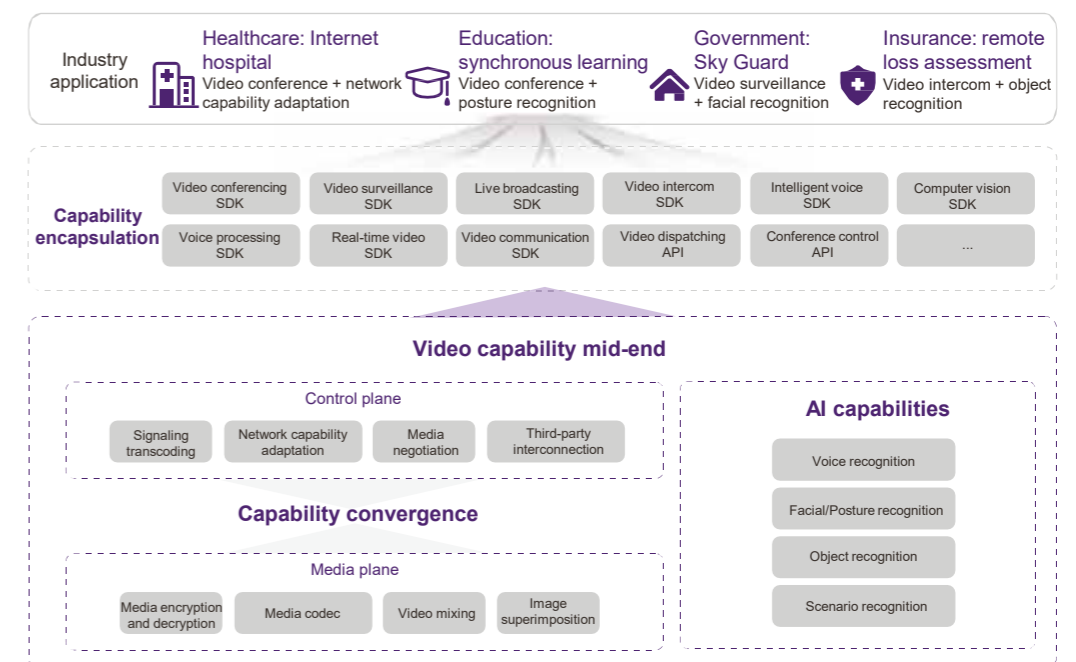 Industry
application
Healthcare: Internet
hospital
Video conference + network
capability adaptation
Education:
synchronous learning
Video conference +
posture recognition
Government:
Sky Guard
Video surveillance
+ facial recognition
Insurance: remote
loss assessment
Video intercom + object
recognition
Capability
encapsulation
Video conferencing
SDK
Video surveillance
SDK
Live broadcasting
SDK
Video intercom
SDK
Intelligent voice
SDK
Computer vision
SDK
Voice processing
SDK
Real-time video
SDK
Video communication
SDK
Video dispatching
API
Conference control
API
...
Video capability mid-end
Control plane
Signaling
transcoding
Network capability
adaptation
Media
negotiation
Third-party
interconnection
Capability convergence
Media plane
Media encryption
and decryption
Media codec
Video mixing
Image
superimposition
AI capabilities
Voice recognition
Facial/Posture recognition
Object recognition
Scenario recognition